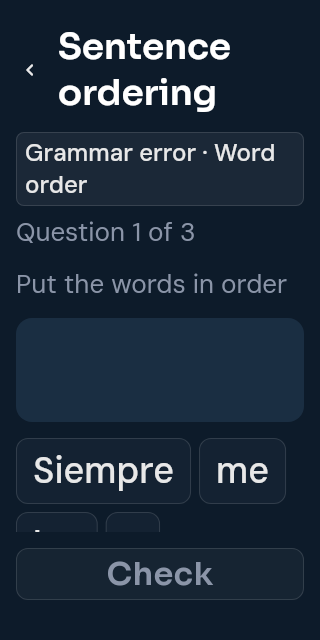 Sentence
ordering
Grammar error · Word
order
Question 1 of 3
Put the words in order
Siempre me
Check